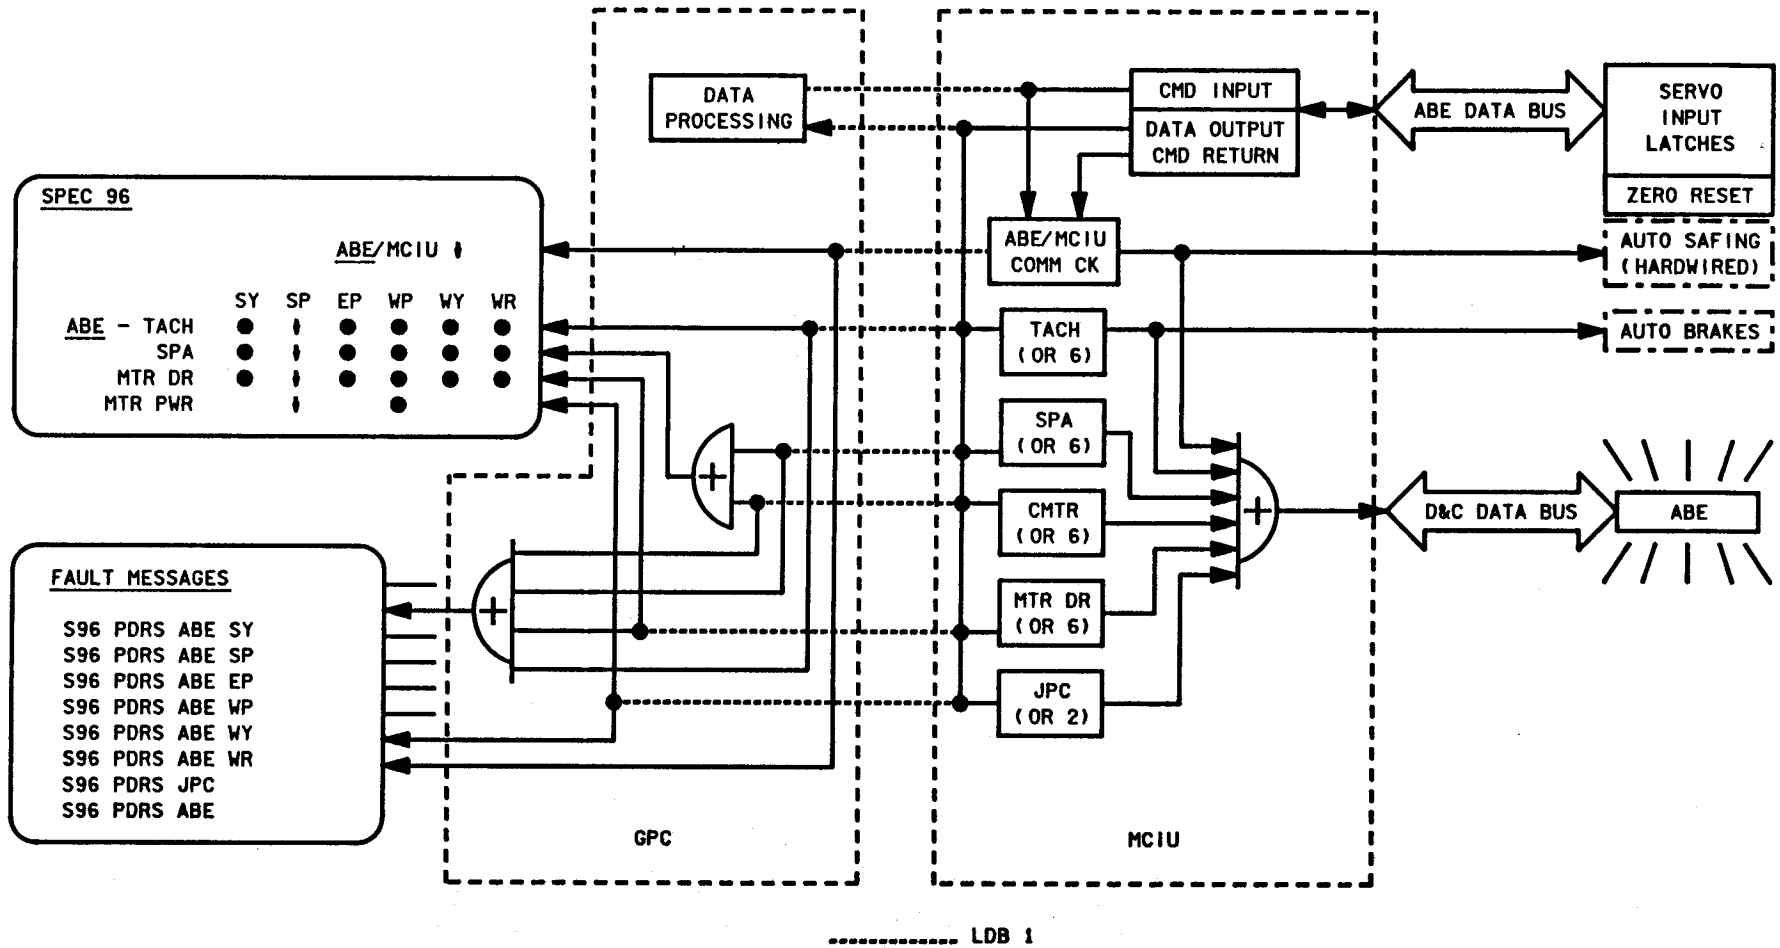 DATA
PROCESSING
CMD INPUT
DATA OUTPUT
CMD RETURN
ABE DATA BUS
SERVO
INPUT
LATCHES
ZERO RESET
SPEC 96
ABE/MCIU ↓
SY SP EP WP WY WR
ABE - TACH
SPA
MTR DR
MTR PWR
ABE/MCIU
COMM CK
AUTO SAFING
(HARDWIRED)
TACH
(OR 6)
AUTO BRAKES
SPA
(OR 6)
CMTR
(OR 6)
MTR DR
(OR 6)
JPC
(OR 2)
D&C DATA BUS
ABE
FAULT MESSAGES
S96 PDRS ABE SY
S96 PDRS ABE SP
S96 PDRS ABE EP
S96 PDRS ABE WP
S96 PDRS ABE WY
S96 PDRS ABE WR
S96 PDRS JPC
S96 PDRS ABE
GPC
MCIU
LDB 1